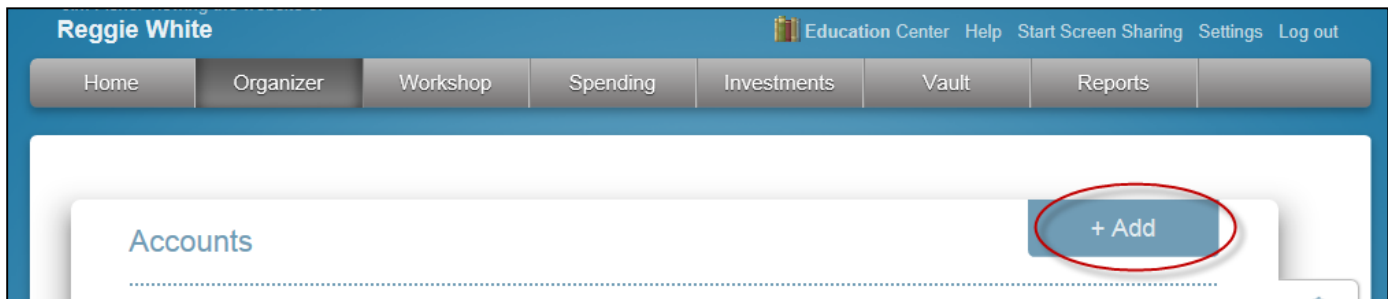 Reggie White
Education Center Help Start Screen Sharing Settings Log out
Home Organizer Workshop Spending Investments Vault Reports
Accounts
+ Add